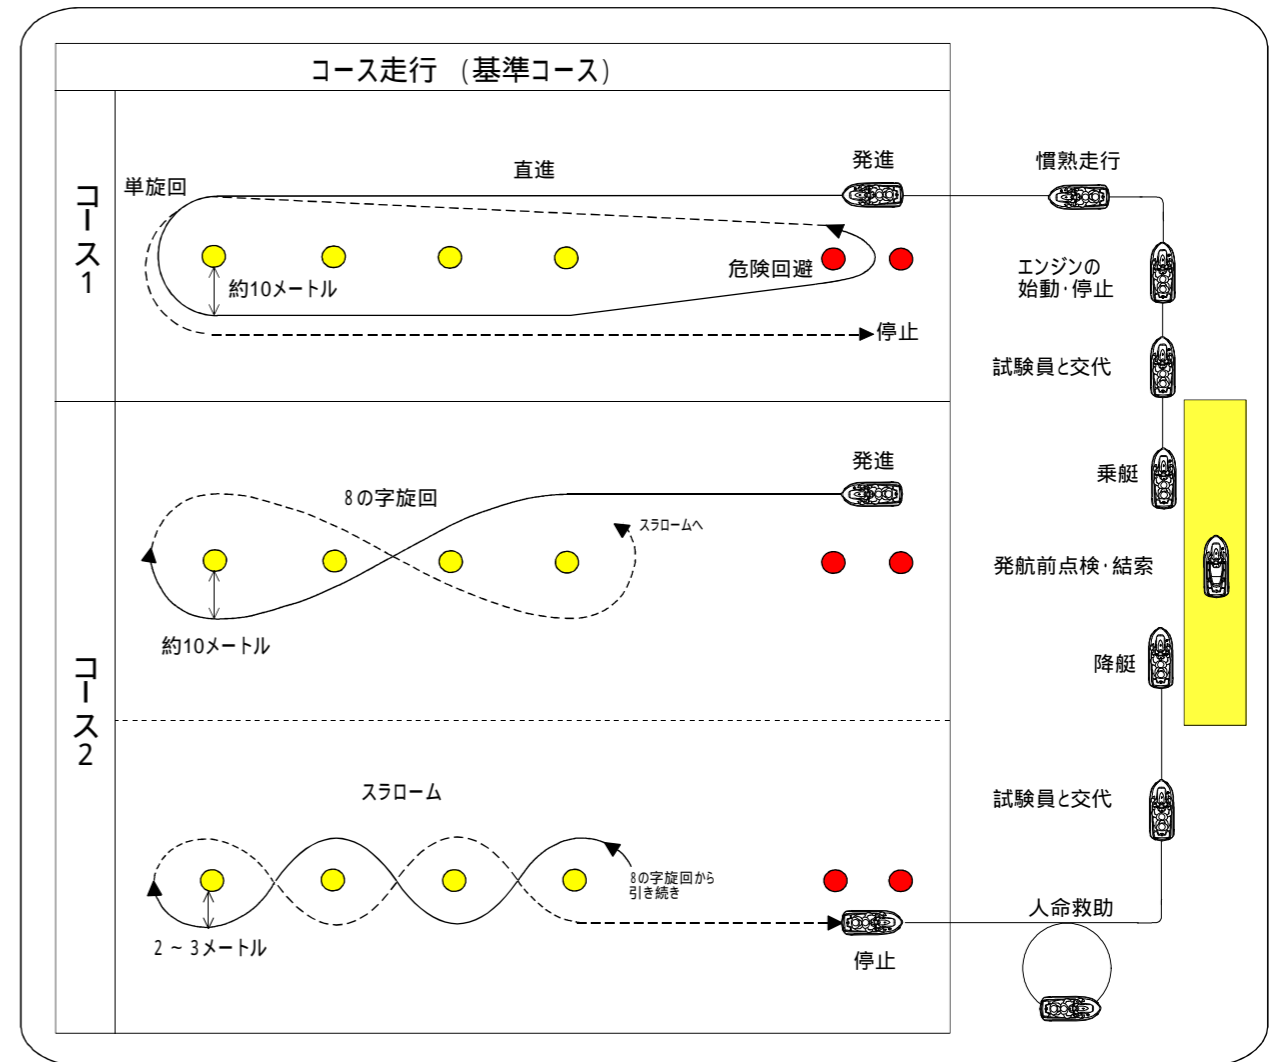 コース走行 (基準コース)
コース1
単旋回
直進
発進
約10メートル
危険回避
停止
慣熟走行
エンジンの
始動・停止
試験員と交代
乗艇
発航前点検・結索
降艇
試験員と交代
人命救助
コース2
8の字旋回
発進
スラロームへ
約10メートル
スラローム
8の字旋回から
引き続き
2～3メートル
停止